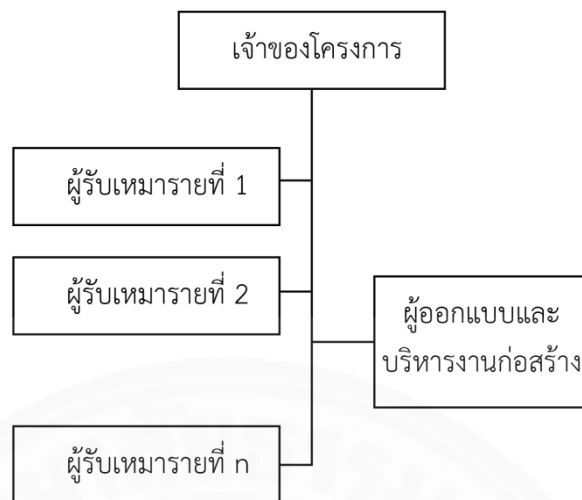 เจ้าของโครงการ
ผู้รับเหมารายที่ 1
ผู้รับเหมารายที่ 2
ผู้ออกแบบและ
บริหารงานก่อสร้าง
ผู้รับเหมารายที่ n